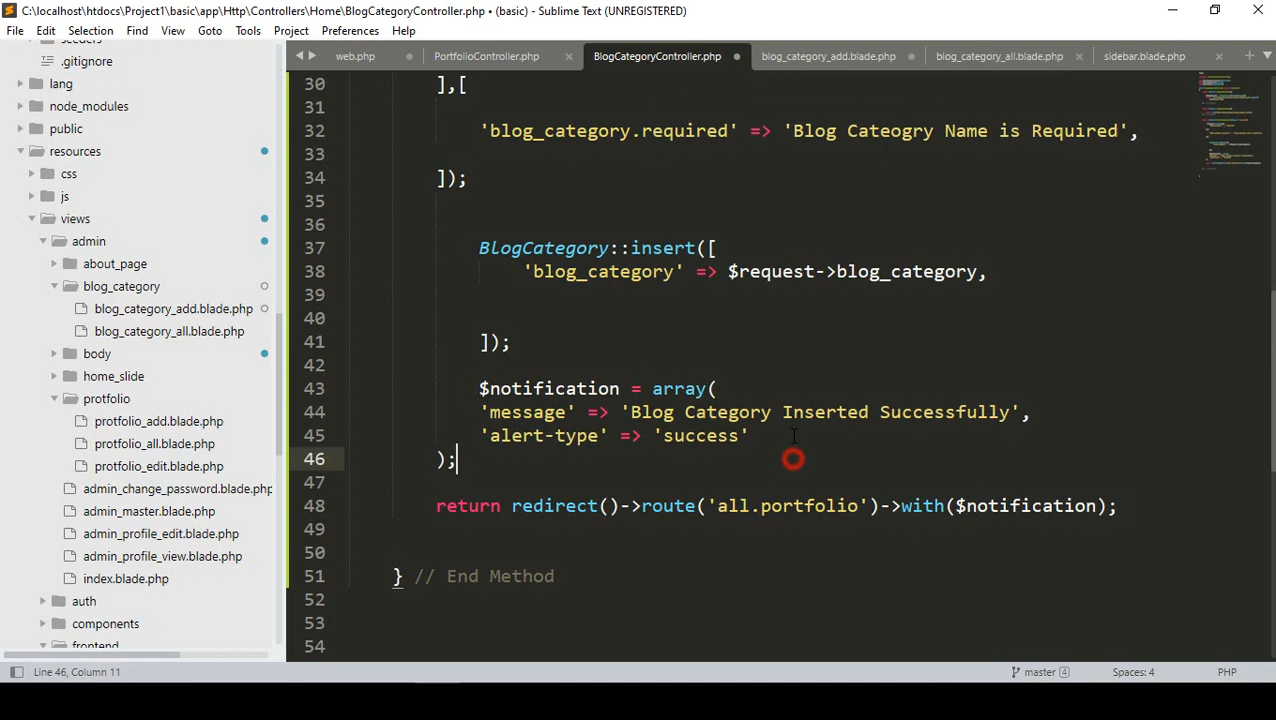 C:\localhost\htdocs\Project1\basic\app\Http\Controllers\Home\BlogCategoryController.php • (basic) - Sublime Text (UNREGISTERED)
File Edit Selection Find View Goto Tools Project Preferences Help
web.php PortfolioController.php BlogCategoryController.php blog_category_add.blade.php blog_category_all.blade.php sidebar.blade.php
.gitignore
lang
node_modules
public
resources
css
js
views
admin
about_page
blog_category
blog_category_add.blade.php
blog_category_all.blade.php
body
home_slide
protfolio
protfolio_add.blade.php
protfolio_all.blade.php
protfolio_edit.blade.php
admin_change_password.blade.php
admin_master.blade.php
admin_profile_edit.blade.php
admin_profile_view.blade.php
index.blade.php
auth
components
frontend
30 ],[
31
32 'blog_category.required' => 'Blog Cateogry Name is Required',
33
34 ]);
35
36
37 BlogCategory::insert([
38 'blog_category' => $request->blog_category,
39
40
41 ]);
42
43 $notification = array(
44 'message' => 'Blog Category Inserted Successfully',
45 'alert-type' => 'success'
46 );
47
48 return redirect()->route('all.portfolio')->with($notification);
49
50
51 } // End Method
52
53
54
Line 46, Column 11 master 4 Spaces: 4 PHP